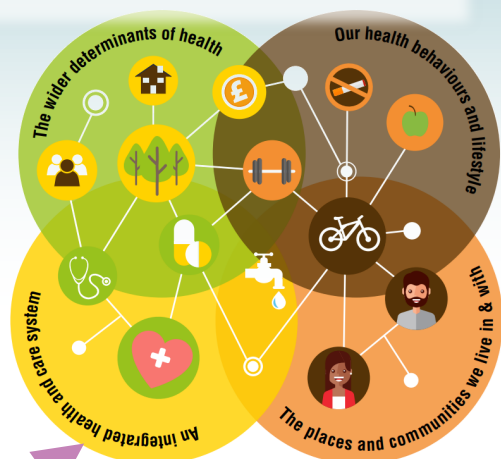 The wider determinants of health
Our health behaviours and lifestyle
£
An integrated health and care system
The places and communities we live in & with